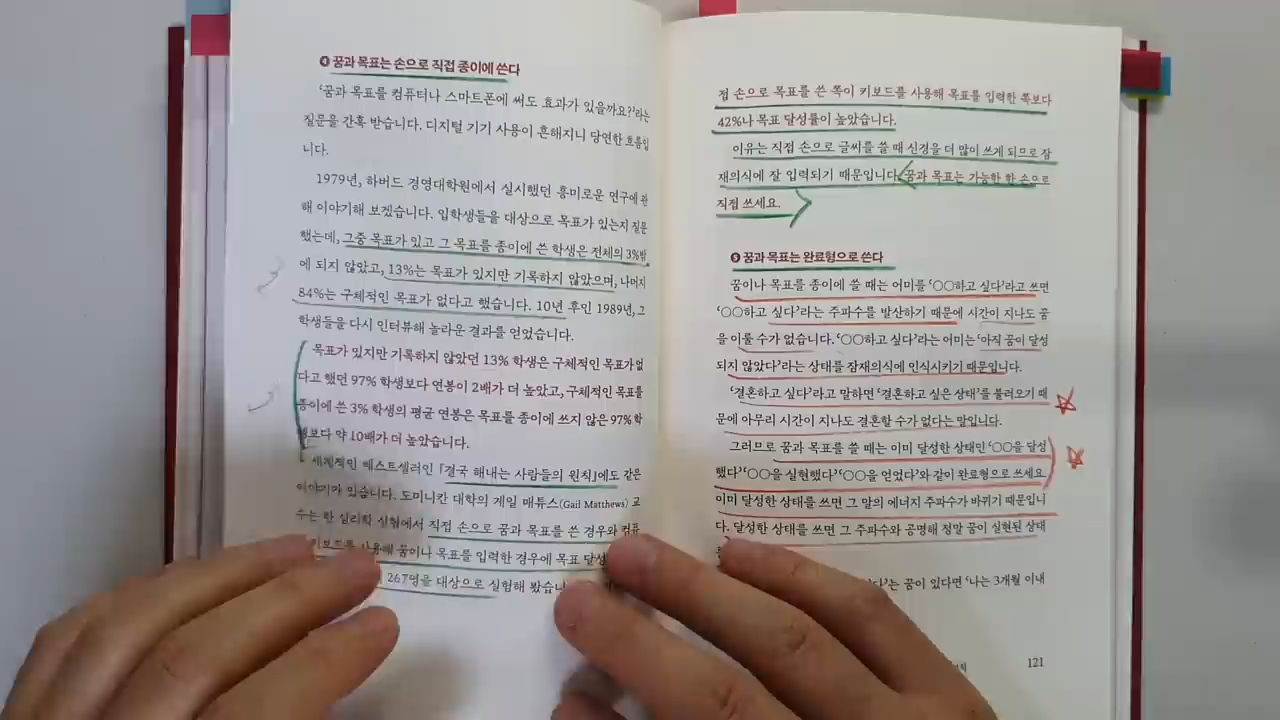 ❹ 꿈과 목표는 손으로 직접 종이에 쓴다
'꿈과 목표를 컴퓨터나 스마트폰에 써도 효과가 있을까요?'라는
질문을 간혹 받습니다. 디지털 기기 사용이 흔해지니 당연한 흐름입
니다.
1979년, 하버드 경영대학원에서 실시했던 흥미로운 연구에 관
해 이야기해 보겠습니다. 입학생들을 대상으로 목표가 있는지 질문
했는데, 그중 목표가 있고 그 목표를 종이에 쓴 학생은 전체의 3%밖
에 되지 않았고, 13%는 목표가 있지만 기록하지 않았으며, 나머지
84%는 구체적인 목표가 없다고 했습니다. 10년 후인 1989년, 그
학생들을 다시 인터뷰해 놀라운 결과를 얻었습니다.
목표가 있지만 기록하지 않았던 13% 학생은 구체적인 목표가 없
다고 했던 97% 학생보다 연봉이 2배가 더 높았고, 구체적인 목표를
종이에 쓴 3% 학생의 평균 연봉은 목표를 종이에 쓰지 않은 97% 학
생보다 약 10배가 더 높았습니다.
세계적인 베스트셀러인 『결국 해내는 사람들의 원칙』에도 같은
이야기가 있습니다. 도미니칸 대학의 게일 매튜스(Gail Matthews) 교
수는 한 심리학 실험에서 직접 손으로 꿈과 목표를 쓴 경우와 컴퓨
키보드를 사용해 꿈이나 목표를 입력한 경우에 목표 달성
267명을 대상으로 실험해 봤습니
접 손으로 목표를 쓴 쪽이 키보드를 사용해 목표를 입력한 쪽보다
42%나 목표 달성률이 높았습니다.
이유는 직접 손으로 글씨를 쓸 때 신경을 더 많이 쓰게 되므로 잠
재의식에 잘 입력되기 때문입니다. 꿈과 목표는 가능한 한 손으로
직접 쓰세요.
❺ 꿈과 목표는 완료형으로 쓴다
꿈이나 목표를 종이에 쓸 때는 어미를 '○○하고 싶다'라고 쓰면
'○○하고 싶다'라는 주파수를 발산하기 때문에 시간이 지나도 꿈
을 이룰 수가 없습니다. '○○하고 싶다'라는 어미는 '아직 꿈이 달성
되지 않았다'라는 상태를 잠재의식에 인식시키기 때문입니다.
'결혼하고 싶다'라고 말하면 '결혼하고 싶은 상태'를 불러오기 때
문에 아무리 시간이 지나도 결혼할 수가 없다는 말입니다.
그러므로 꿈과 목표를 쓸 때는 이미 달성한 상태인 '○○을 달성
했다' '○○을 실현했다' '○○을 얻었다'와 같이 완료형으로 쓰세요.
이미 달성한 상태를 쓰면 그 말의 에너지 주파수가 바뀌기 때문입니
다. 달성한 상태를 쓰면 그 주파수와 공명해 정말 꿈이 실현된 상태
는 꿈이 있다면 '나는 3개월 이내
121